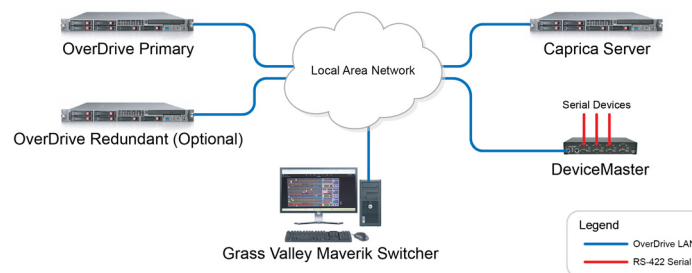 OverDrive Primary
Caprica Server
Local Area Network
Serial Devices
OverDrive Redundant (Optional)
DeviceMaster
Grass Valley Maverik Switcher
Legend
OverDrive LAN
RS-422 Serial